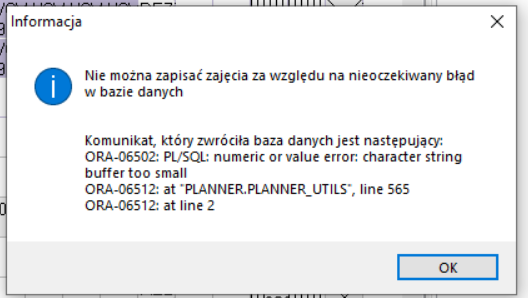 Informacja
Nie można zapisać zajęcia za względu na nieoczekiwany błąd
w bazie danych
Komunikat, który zwróciła baza danych jest następujący:
ORA-06502: PL/SQL: numeric or value error: character string
buffer too small
ORA-06512: at "PLANNER.PLANNER_UTILS", line 565
ORA-06512: at line 2
OK